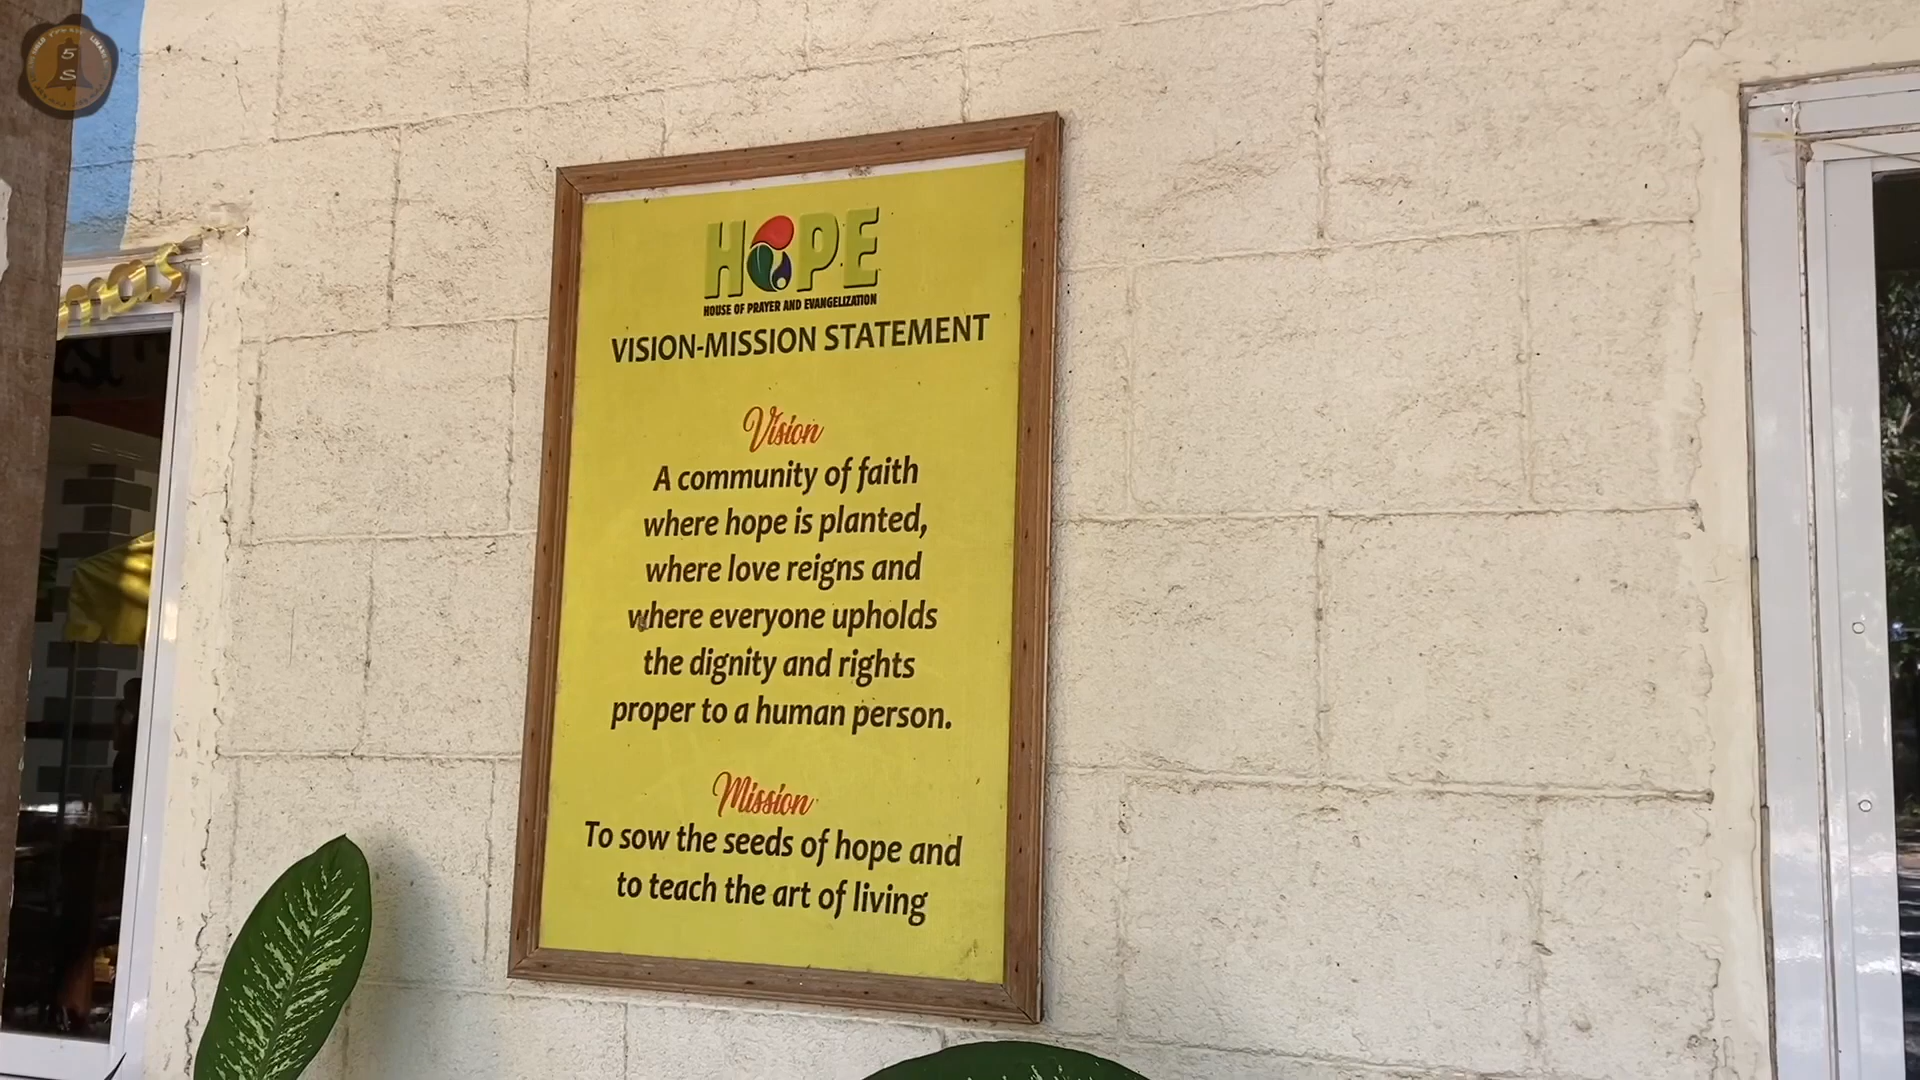 5
S
mas
HOPE
HOUSE OF PRAYER AND EVANGELIZATION
VISION-MISSION STATEMENT
Vision
A community of faith
where hope is planted,
where love reigns and
where everyone upholds
the dignity and rights
proper to a human person.
Mission
To sow the seeds of hope and
to teach the art of living